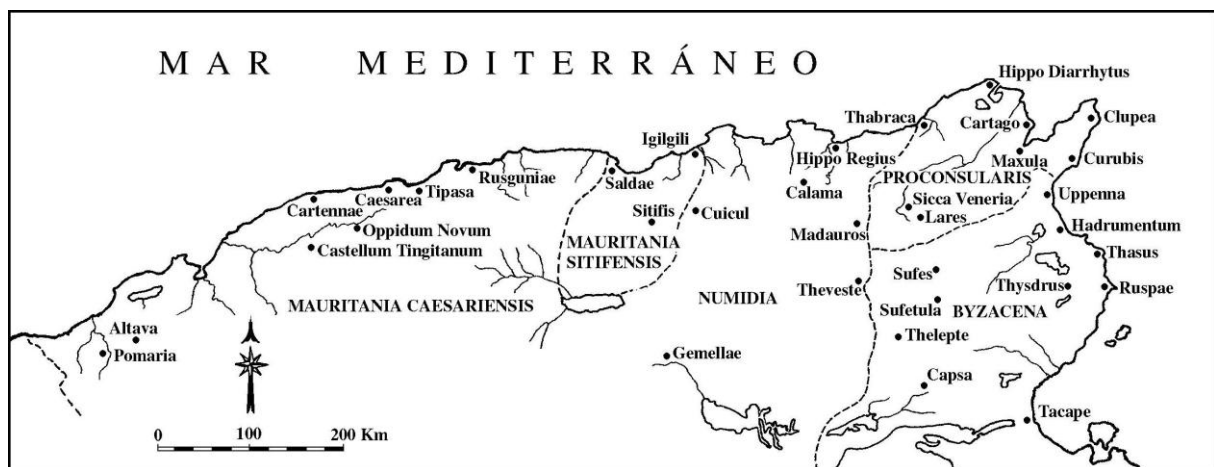 MAR MEDITERRÁNEO
Hippo Diarrhytus
Thabraca
Cartago
Clupea
Igilgili
Hippo Regius
Maxula
Curubis
Rusguniae
Saldae
Calama
PROCONSULARIS
Caesarea
Tipasa
Cartennae
Sitifis
Cuicul
Sicca Veneria
Lares
Uppenna
Oppidum Novum
Madauros
Hadrumentum
Castellum Tingitanum
MAURITANIA
SITIFENSIS
Thasus
Sufes
MAURITANIA CAESARIENSIS
NUMIDIA
Theveste
Thysdrus
Ruspae
Sufetula
BYZACENA
Altava
Pomaria
Thelepte
Gemellae
Capsa
Tacape
0 100 200 Km